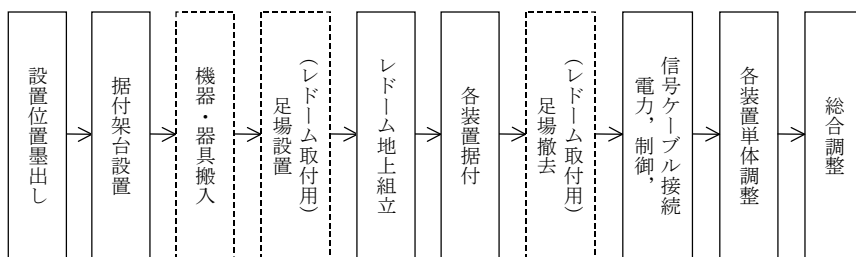 設置位置墨出し
据付架台設置
機器・器具搬入
（レドーム取付用）
足場設置
レドーム地上組立
各装置据付
（レドーム取付用）
足場撤去
信号ケーブル接続
電力，制御，
各装置単体調整
総合調整